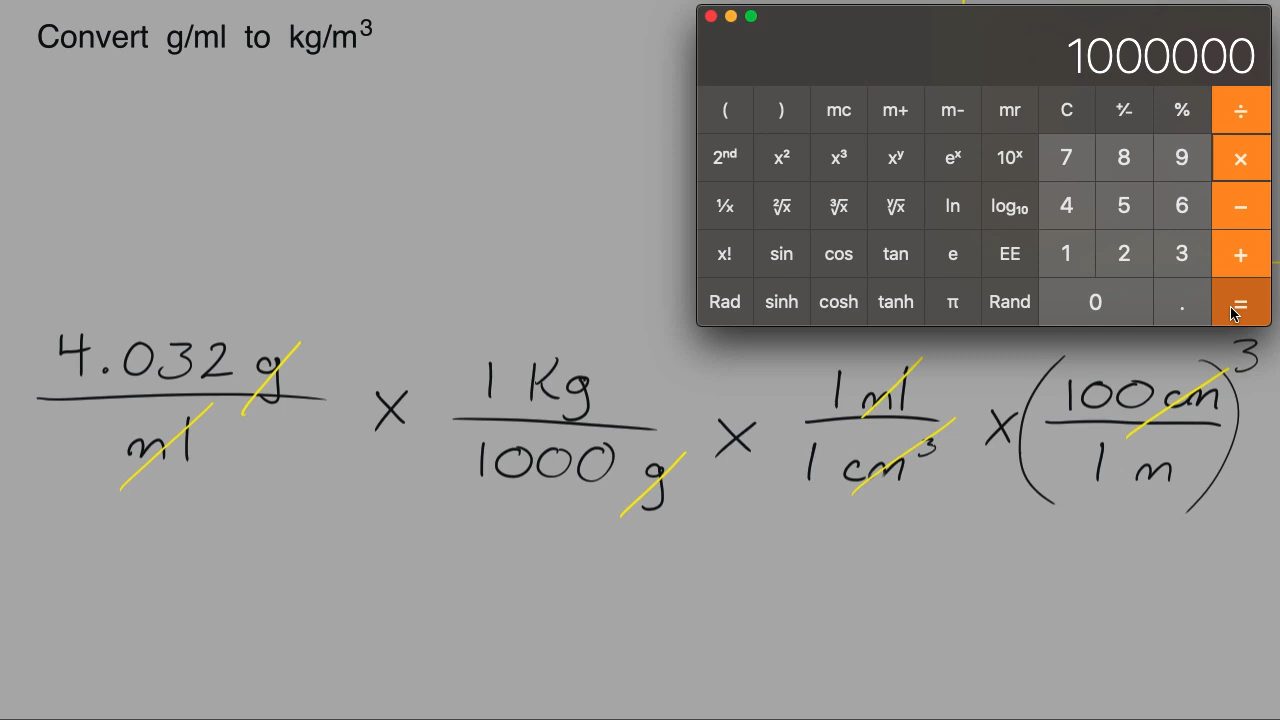 Convert g/ml to kg/m³
1000000
( ) mc m+ m- mr C +/- % ÷
2ⁿᵈ x² x³ xʸ eˣ 10ˣ 7 8 9 ×
¹/x ²√x ³√x ʸ√x ln log₁₀ 4 5 6 −
x! sin cos tan e EE 1 2 3 +
Rad sinh cosh tanh π Rand 0 . =
4.032 g / ml × 1 Kg / 1000 g × 1 ml / 1 cm³ × (100 cm / 1 m)³